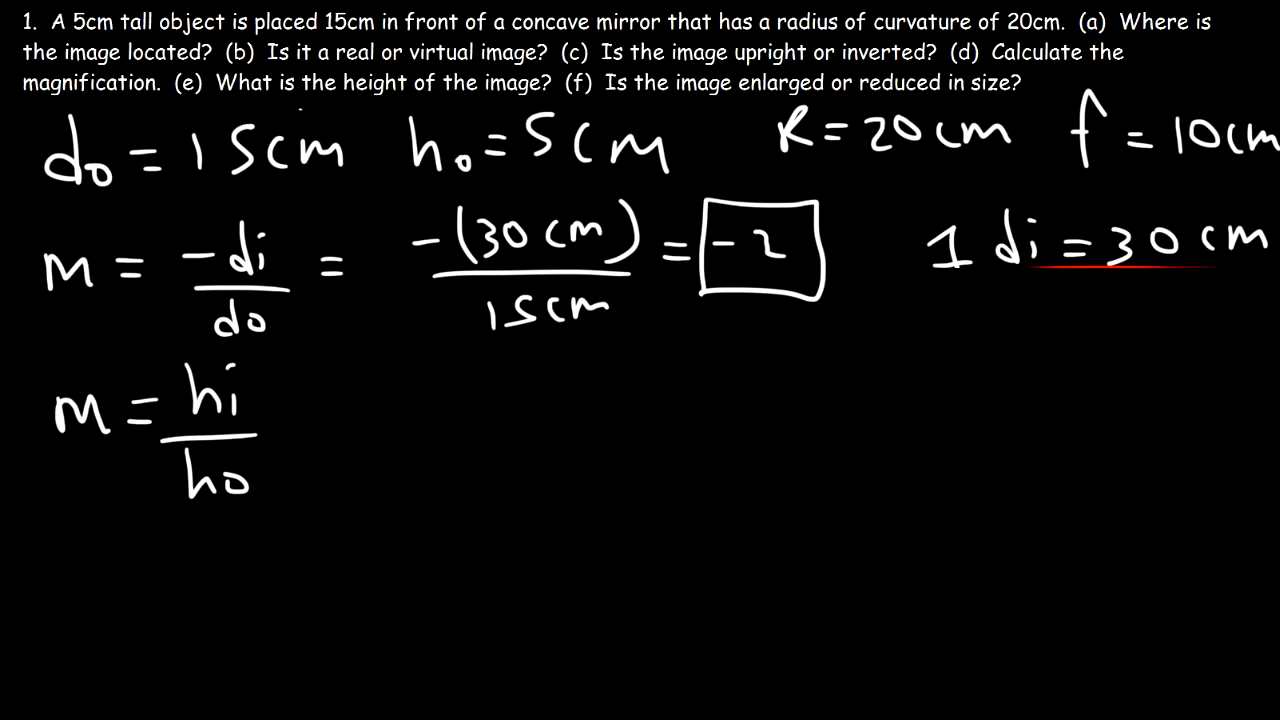 1. A 5cm tall object is placed 15cm in front of a concave mirror that has a radius of curvature of 20cm. (a) Where is
the image located? (b) Is it a real or virtual image? (c) Is the image upright or inverted? (d) Calculate the
magnification. (e) What is the height of the image? (f) Is the image enlarged or reduced in size?
do = 15cm ho = 5cm R = 20cm f = 10cm
m = -di/do = -(30cm)/15cm = -2 1 di = 30cm
m = hi/ho